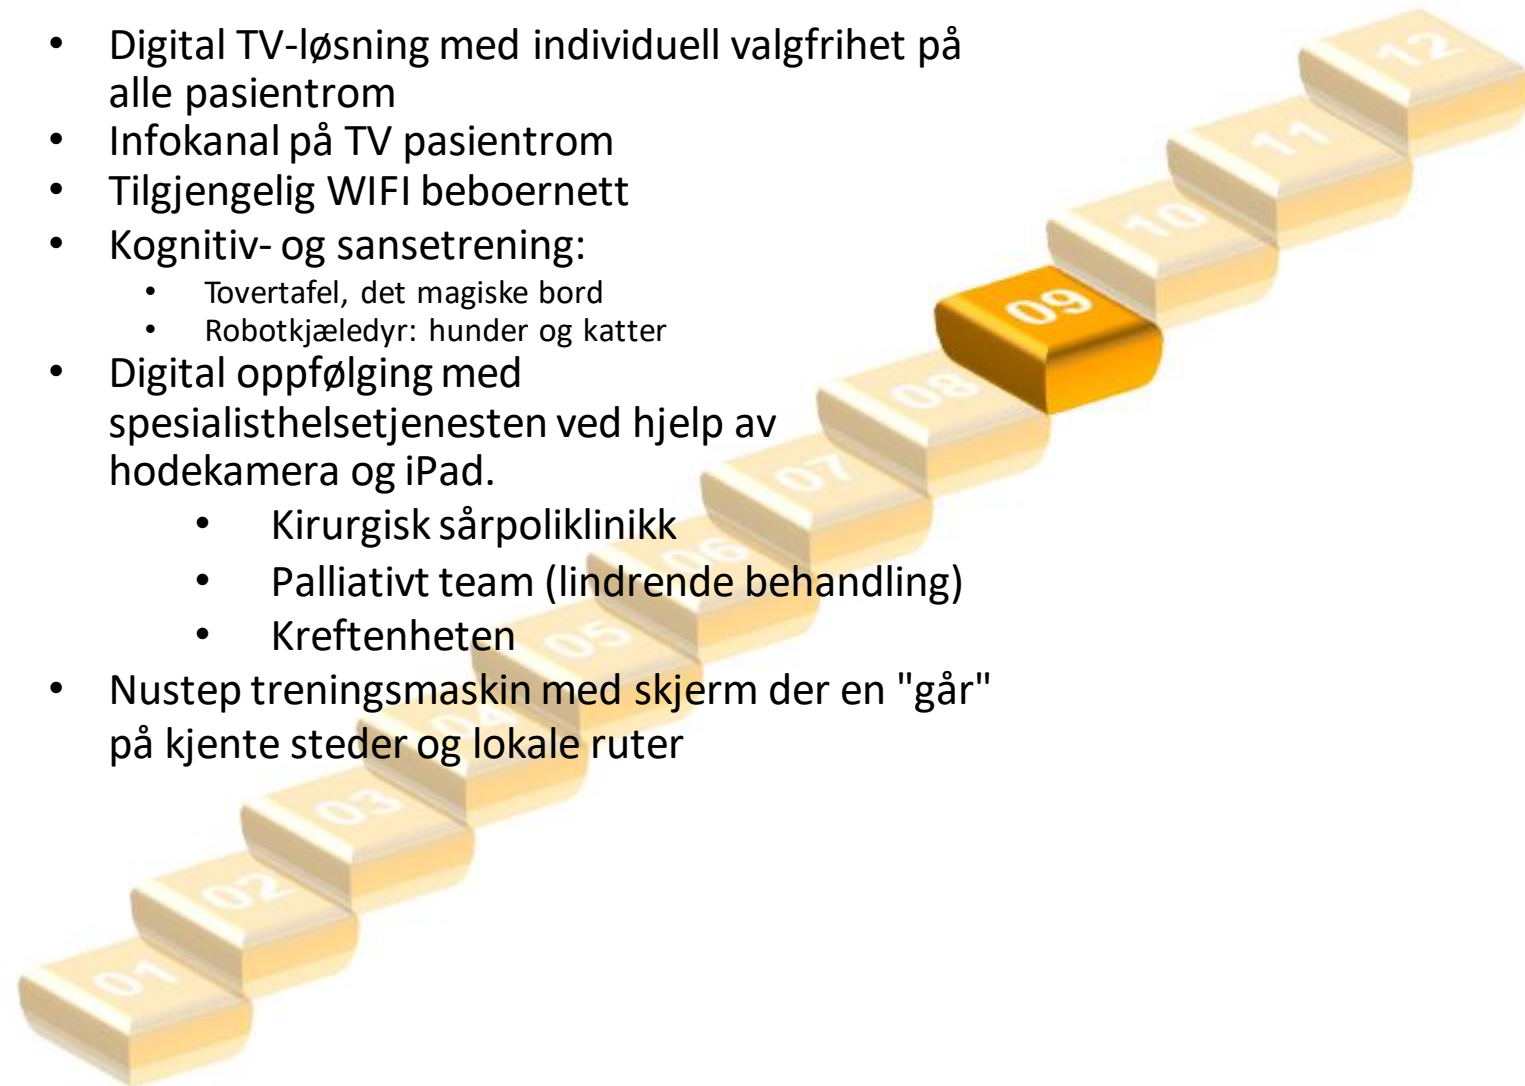 • Digital TV-løsning med individuell valgfrihet på
alle pasientrom
• Infokanal på TV pasientrom
• Tilgjengelig WIFI beboernett
• Kognitiv- og sansetrening:
• Tovertafel, det magiske bord
• Robotkjæledyr: hunder og katter
• Digital oppfølging med
spesialisthelsetjenesten ved hjelp av
hodekamera og iPad.
• Kirurgisk sårpoliklinikk
• Palliativt team (lindrende behandling)
• Kreftenheten
• Nustep treningsmaskin med skjerm der en "går"
på kjente steder og lokale ruter
12
11
10
09
08
07
06
05
04
03
02
01